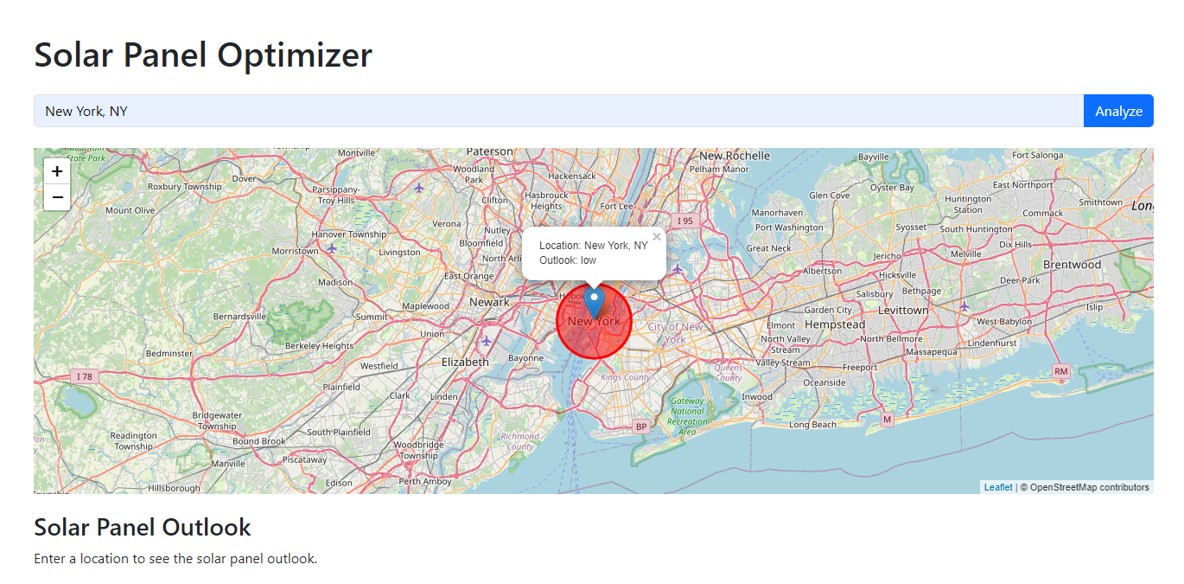 Solar Panel Optimizer
New York, NY
Analyze
+
−
State Park
Montville
Paterson
New Rochelle
Bayville
Fort Salonga
Dover
Woodland Park
Hackensack
Pelham Manor
Roxbury Township
Parsippany-Troy Hills
Clifton
Hasbrouck Heights
Fort Lee
Glen Cove
Oyster Bay
East Northport
Mount Olive
Verona
Nutley
I 95
Manorhaven
Port Washington
Huntington Station
Commack
Smithtown
Hanover Township
Bloomfield
Syosset
Melville
Dix Hills
Morristown
Livingston
Great Neck
Jericho
Hauppauge
East Orange
Albertson
Hicksville
Brentwood
Location: New York, NY
Outlook: low
×
Madison
Newark
Salisbury
Bethpage
Deer Park
Bernardsville
Maplewood
Garden City
Levittown
Islip
Summit
New York
City of New York
Elmont
Hempstead
West Babylon
Union
North Valley Stream
North Bellmore
Lindenhurst
Berkeley Heights
Bedminster
Westfield
Elizabeth
Bayonne
Valley Stream
Massapequa
I 78
Kings County
Queens County
Freeport
RM
Plainfield
Clark
Linden
Inwood
Oceanside
Gateway National Recreation Area
Long Beach
M
Bridgewater Township
BP
Readington Township
Bound Brook
South Plainfield
Woodbridge Township
Richmond County
Manville
Piscataway
Hillsborough
Edison
Perth Amboy
Leaflet | © OpenStreetMap contributors
Solar Panel Outlook
Enter a location to see the solar panel outlook.